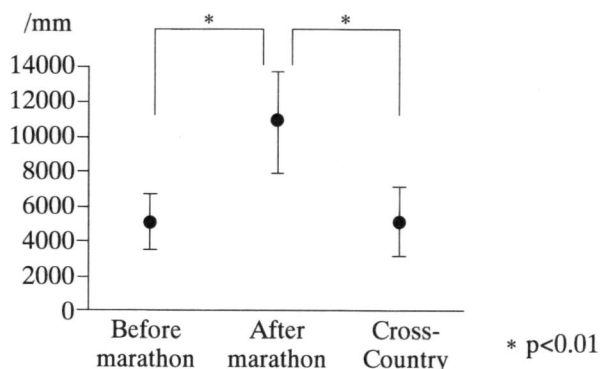 /mm
* *
14000
12000
10000
8000
6000
4000
2000
0
Before marathon
After marathon
Cross-Country
* p<0.01